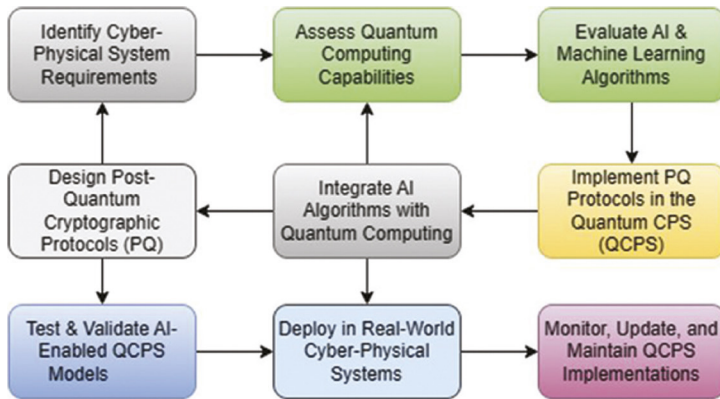 Identify Cyber-
Physical System
Requirements
Assess Quantum
Computing
Capabilities
Evaluate AI &
Machine Learning
Algorithms
Design Post-
Quantum
Cryptographic
Protocols (PQ)
Integrate AI
Algorithms with
Quantum Computing
Implement PQ
Protocols in the
Quantum CPS
(QCPS)
Test & Validate AI-
Enabled QCPS
Models
Deploy in Real-World
Cyber-Physical
Systems
Monitor, Update, and
Maintain QCPS
Implementations